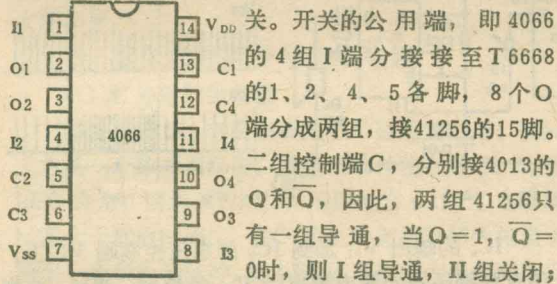 I1 1
O1 2
O2 3
I2 4
C2 5
C3 6
VSS 7
4066
14 VDD
13 C1
12 C4
11 I4
10 O4
9 O3
8 I3
关。开关的公用端，即4066
的4组I端分接接至T6668
的1、2、4、5各脚，8个O
端分成两组，接41256的15脚。
二组控制端C，分别接4013的
Q和Q̅，因此，两组41256只
有一组导通，当Q＝1，Q̅＝
0时，则I组导通，II组关闭；